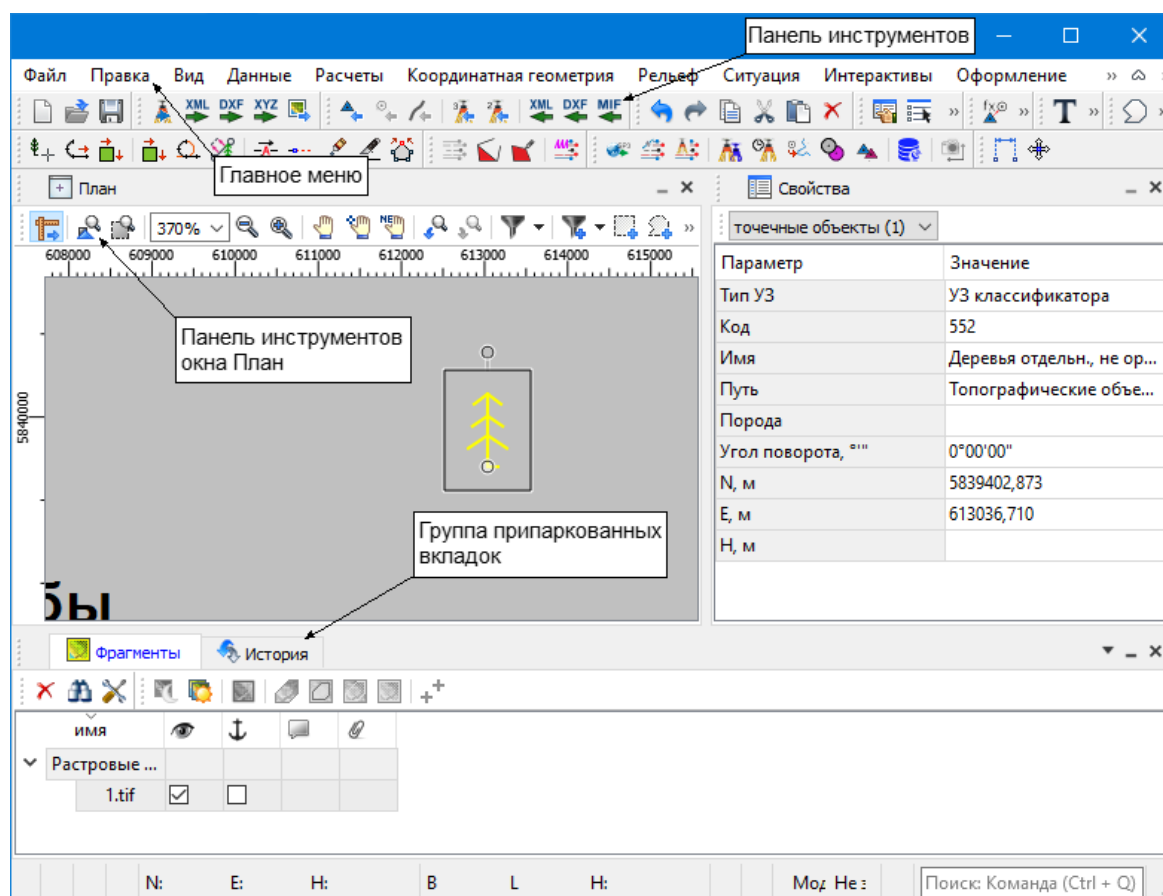 Панель инструментов
Файл Правка Вид Данные Расчеты Координатная геометрия Рельеф Ситуация Интерактивы Оформление »
XML DXF XYZ XML DXF MIF » » T » »
Главное меню
План
Свойства
370% NE »
точечные объекты (1)
608000 609000 610000 611000 612000 613000 614000 615000
5840000
Панель инструментов
окна План
Группа припаркованных
вкладок
бы
Параметр Значение
Тип УЗ УЗ классификатора
Код 552
Имя Деревья отдельн., не ор...
Путь Топографические объе...
Порода
Угол поворота, °'" 0°00'00"
N, м 5839402,873
E, м 613036,710
H, м
Фрагменты История
имя
Растровые ...
1.tif
N: E: H: B L H: Поиск: Команда (Ctrl + Q)